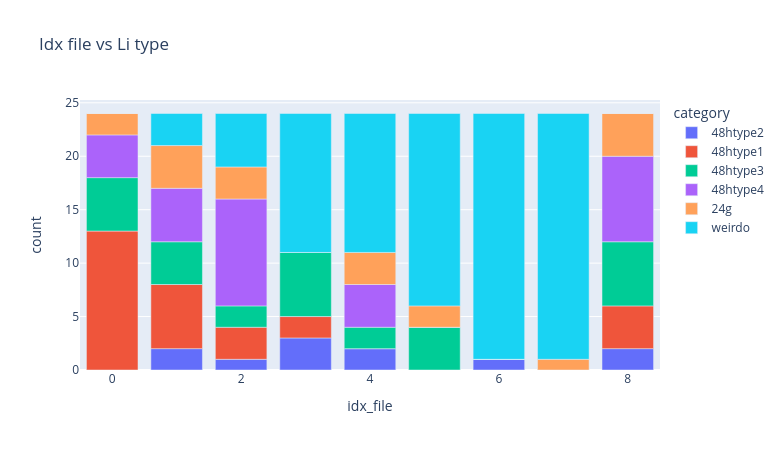 Idx file vs Li type
25
20
15
10
5
0
count
0
2
4
6
8
idx_file
category
48htype2
48htype1
48htype3
48htype4
24g
weirdo